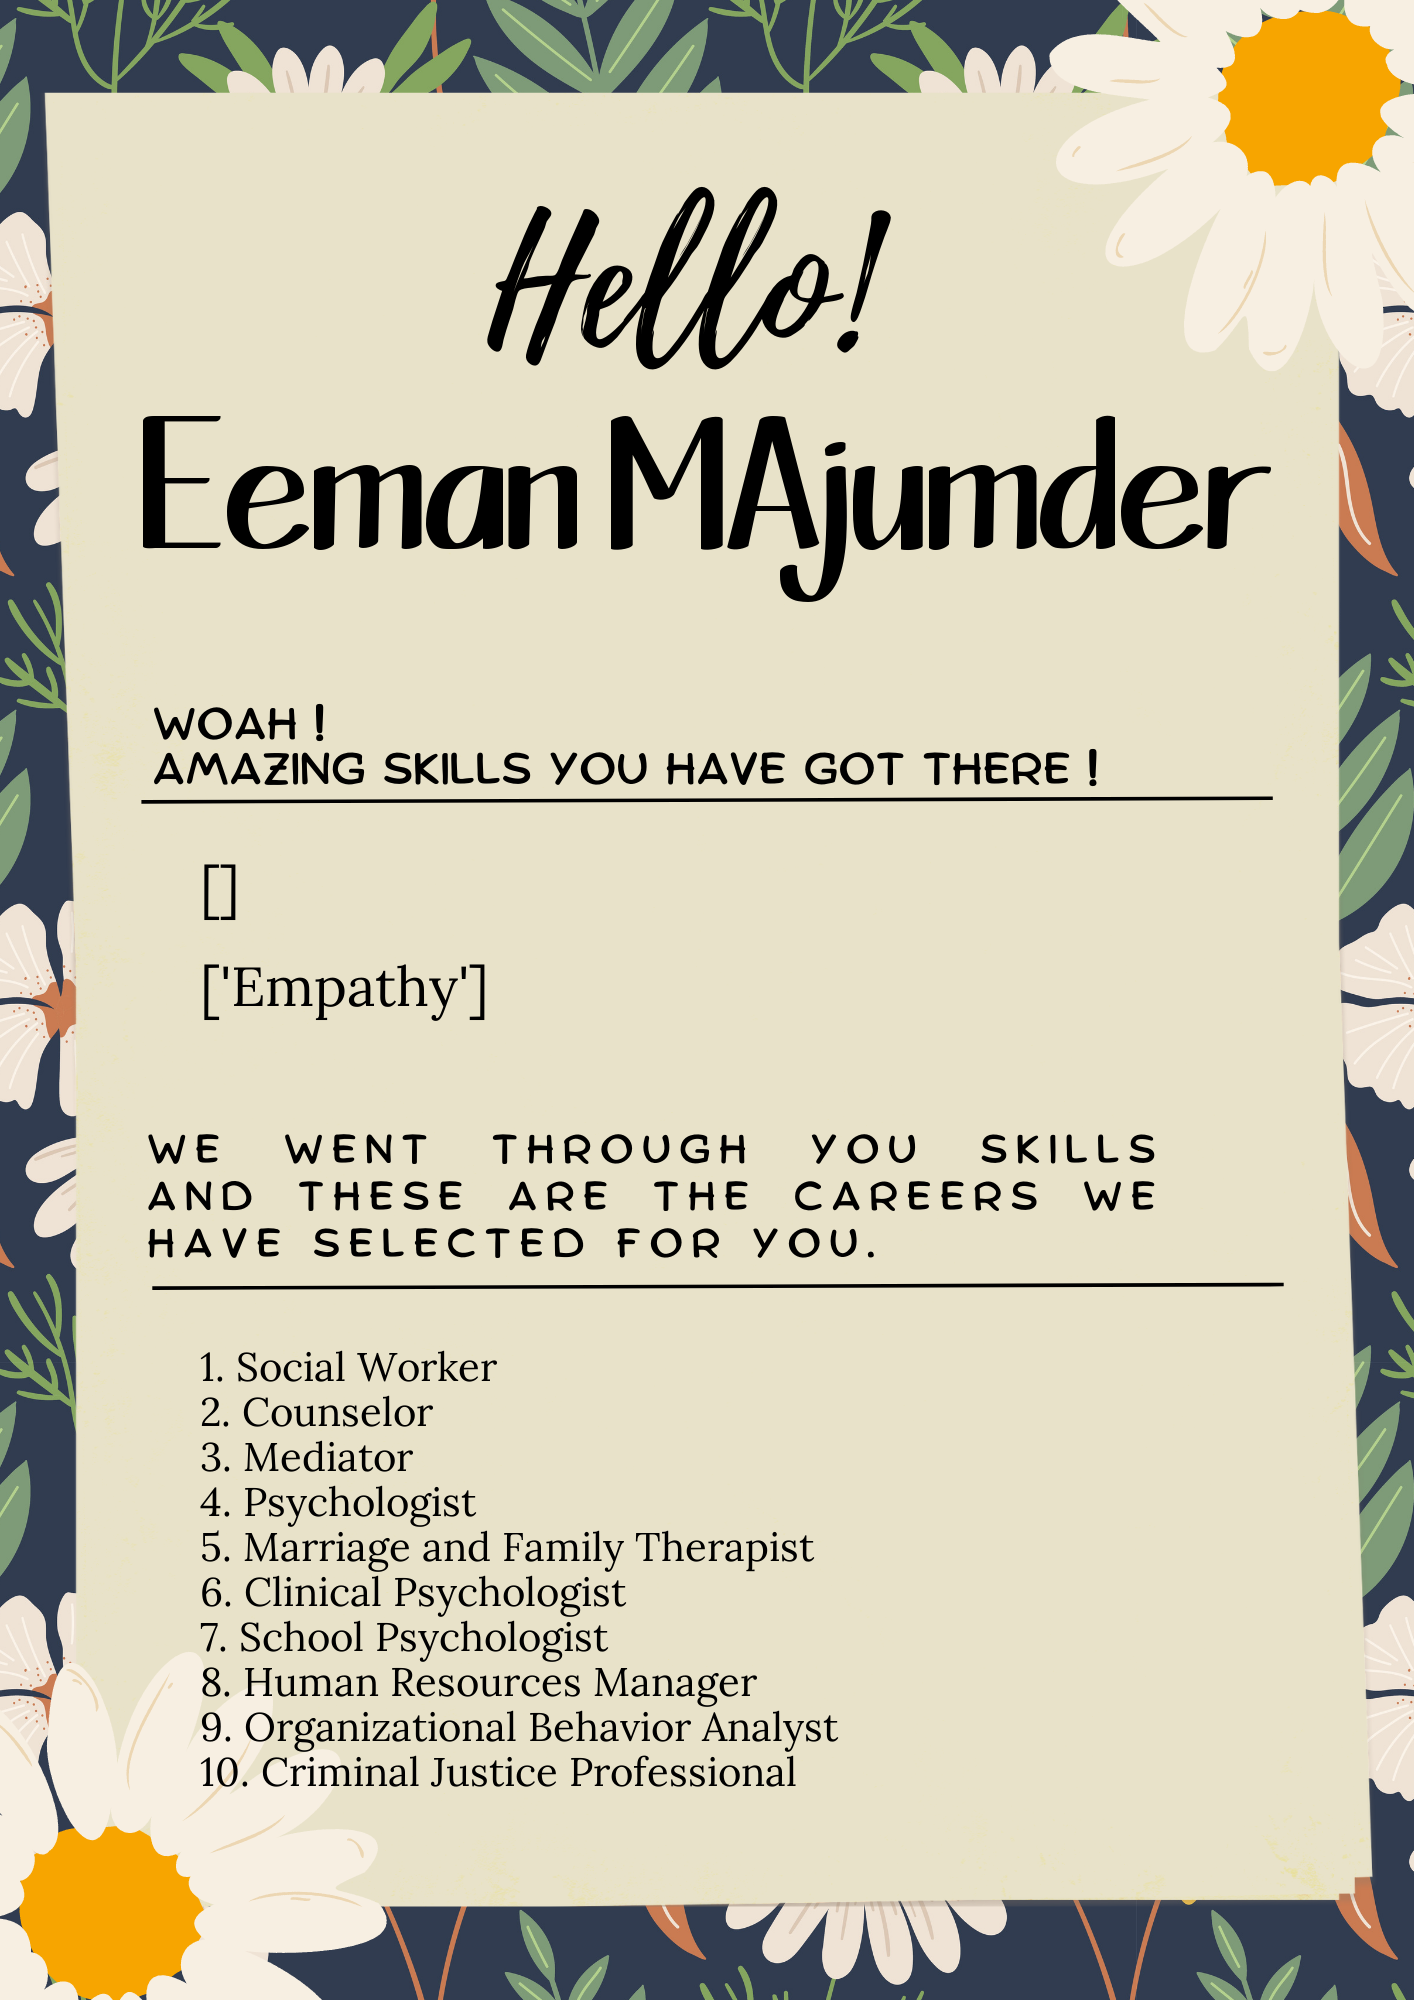 Hello!
Eeman MAjumder
WOAH !
AMAZING SKILLS YOU HAVE GOT THERE !
[]
['Empathy']
WE WENT THROUGH YOU SKILLS
AND THESE ARE THE CAREERS WE
HAVE SELECTED FOR YOU.
1. Social Worker
2. Counselor
3. Mediator
4. Psychologist
5. Marriage and Family Therapist
6. Clinical Psychologist
7. School Psychologist
8. Human Resources Manager
9. Organizational Behavior Analyst
10. Criminal Justice Professional